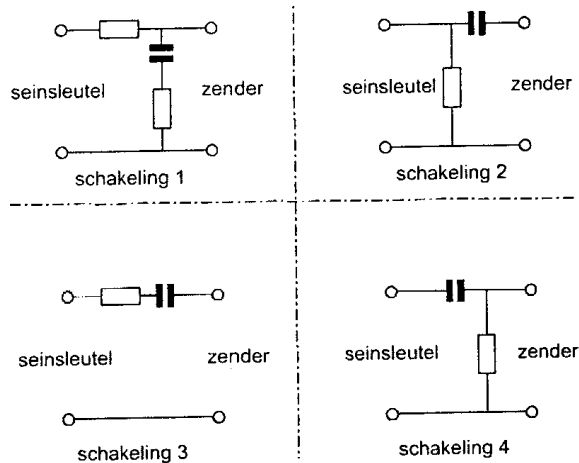 seinsleutel zender
schakeling 1
seinsleutel zender
schakeling 2
seinsleutel zender
schakeling 3
seinsleutel zender
schakeling 4